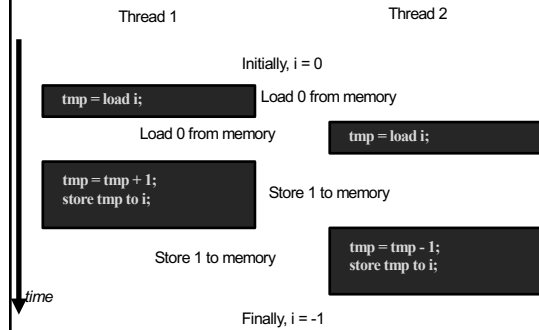 Thread 1
Thread 2
Initially, i = 0
tmp = load i;
Load 0 from memory
Load 0 from memory
tmp = load i;
tmp = tmp + 1;
store tmp to i;
Store 1 to memory
Store 1 to memory
tmp = tmp - 1;
store tmp to i;
time
Finally, i = -1